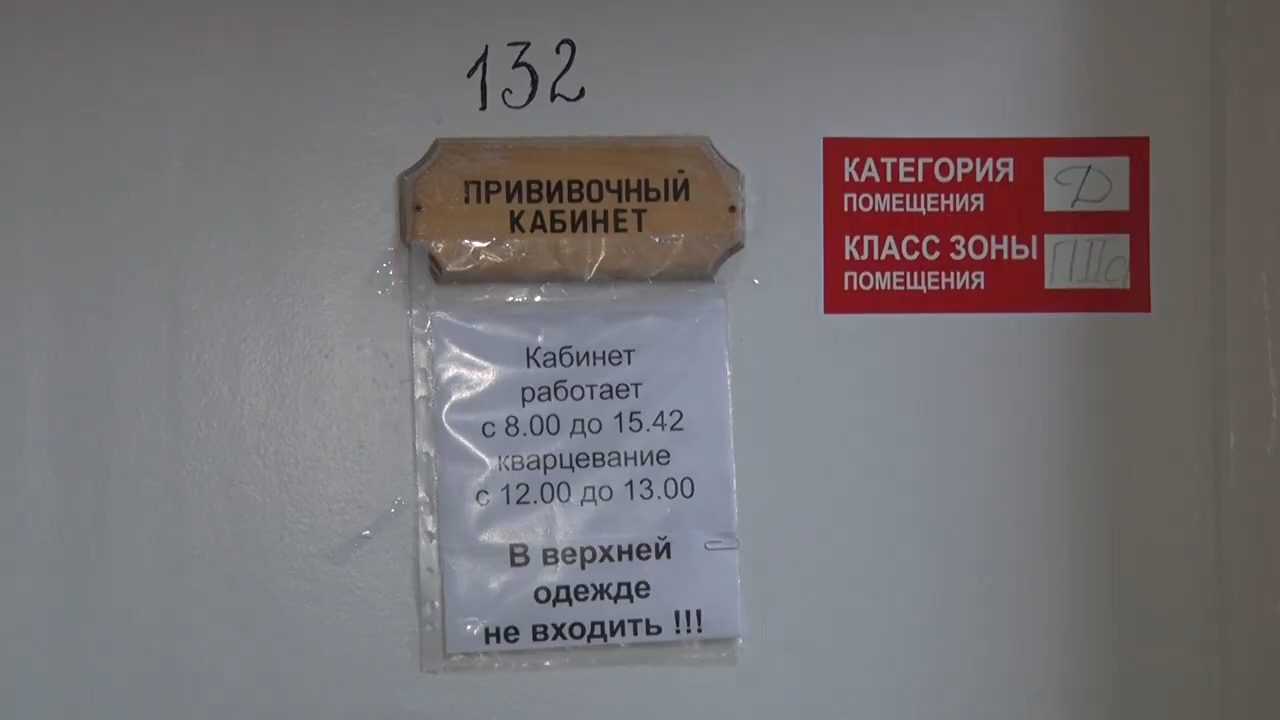 132
ПРИВИВОЧНЫЙ
КАБИНЕТ
КАТЕГОРИЯ
ПОМЕЩЕНИЯ
Д
КЛАСС ЗОНЫ
ПОМЕЩЕНИЯ
ПIIа
Кабинет
работает
с 8.00 до 15.42
кварцевание
с 12.00 до 13.00
В верхней
одежде
не входить !!!